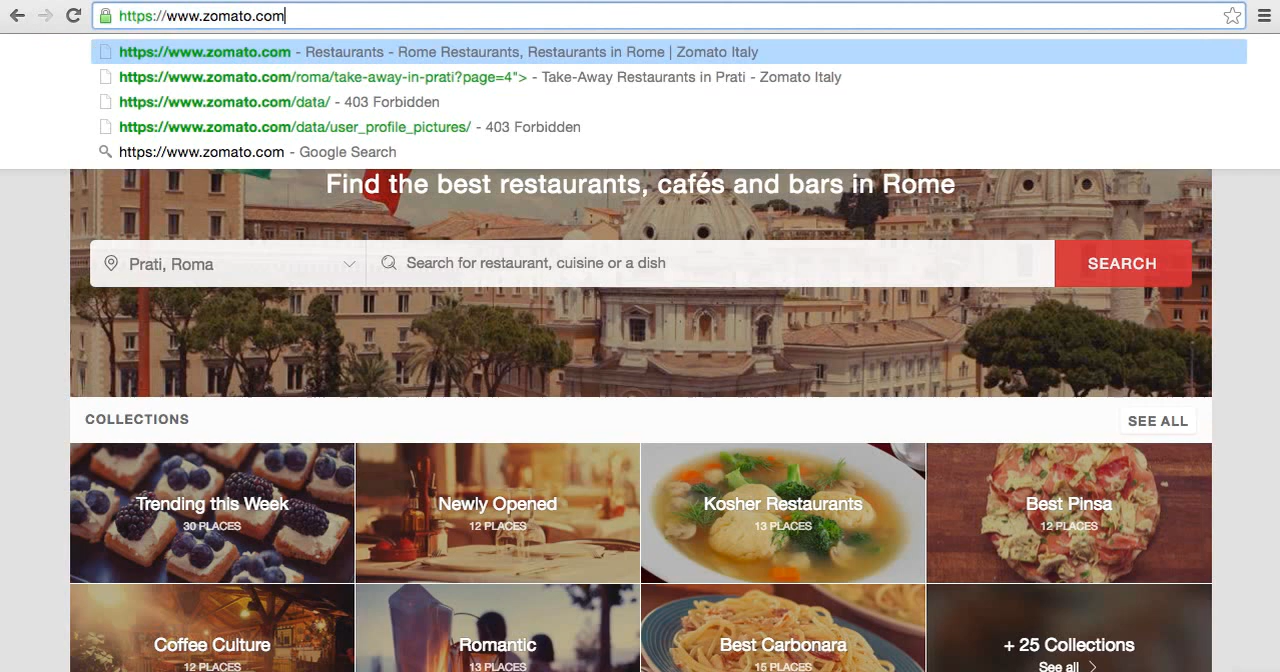 https://www.zomato.com
https://www.zomato.com - Restaurants - Rome Restaurants, Restaurants in Rome | Zomato Italy
https://www.zomato.com/roma/take-away-in-prati?page=4"> - Take-Away Restaurants in Prati - Zomato Italy
https://www.zomato.com/data/ - 403 Forbidden
https://www.zomato.com/data/user_profile_pictures/ - 403 Forbidden
https://www.zomato.com - Google Search
Find the best restaurants, cafés and bars in Rome
Prati, Roma
Search for restaurant, cuisine or a dish
SEARCH
COLLECTIONS
SEE ALL
Trending this Week
30 PLACES
Newly Opened
12 PLACES
Kosher Restaurants
13 PLACES
Best Pinsa
12 PLACES
Coffee Culture
12 PLACES
Romantic
13 PLACES
Best Carbonara
15 PLACES
+ 25 Collections
See all